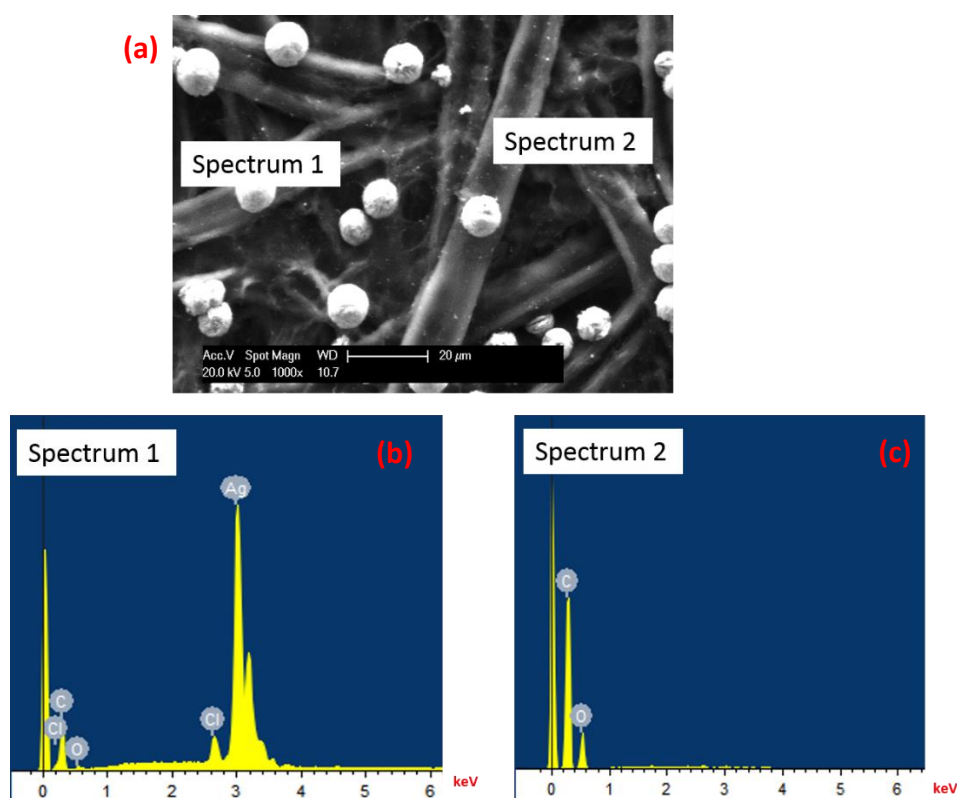 (a)
Spectrum 1
Spectrum 2
Acc.V Spot Magn WD 20 µm
20.0 kV 5.0 1000x 10.7
Spectrum 1
(b)
Ag
C
Cl
O
Cl
0 1 2 3 4 5 6 keV
Spectrum 2
(c)
C
O
0 1 2 3 4 5 6 keV